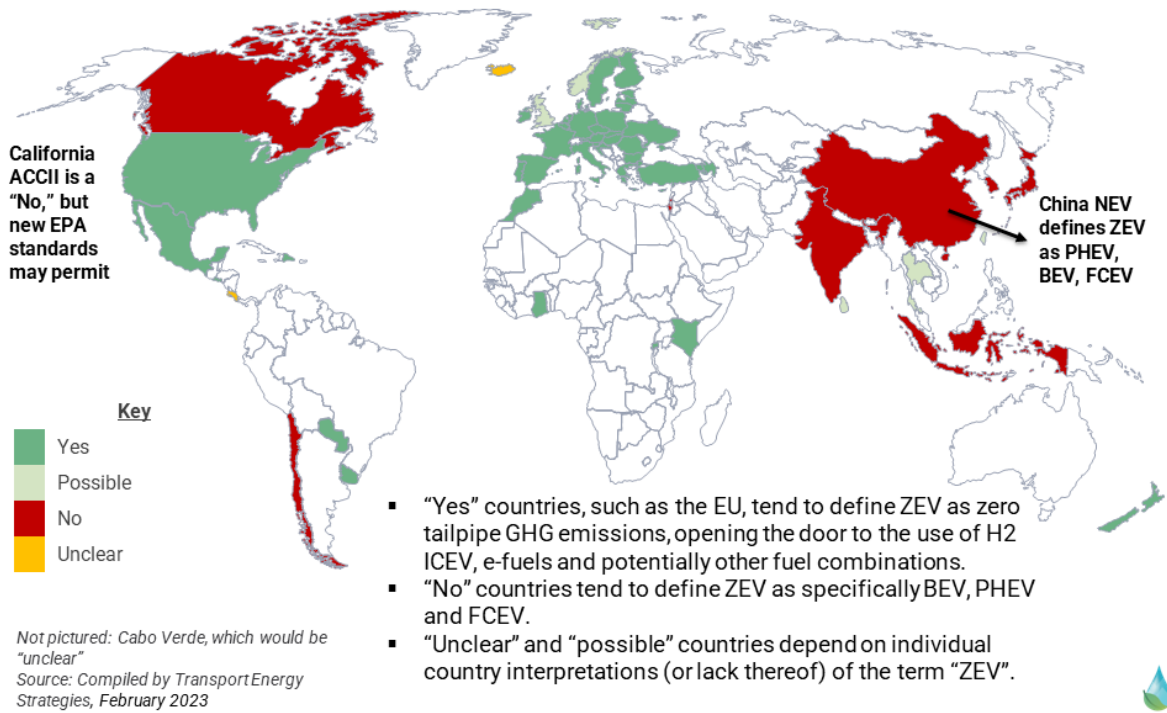 California
ACCII is a
“No,” but
new EPA
standards
may permit
China NEV
defines ZEV
as PHEV,
BEV, FCEV
Key
Yes
Possible
No
Unclear
▪ “Yes” countries, such as the EU, tend to define ZEV as zero
tailpipe GHG emissions, opening the door to the use of H2
ICEV, e-fuels and potentially other fuel combinations.
▪ “No” countries tend to define ZEV as specifically BEV, PHEV
and FCEV.
▪ “Unclear” and “possible” countries depend on individual
country interpretations (or lack thereof) of the term “ZEV”.
Not pictured: Cabo Verde, which would be
“unclear”
Source: Compiled by Transport Energy
Strategies, February 2023